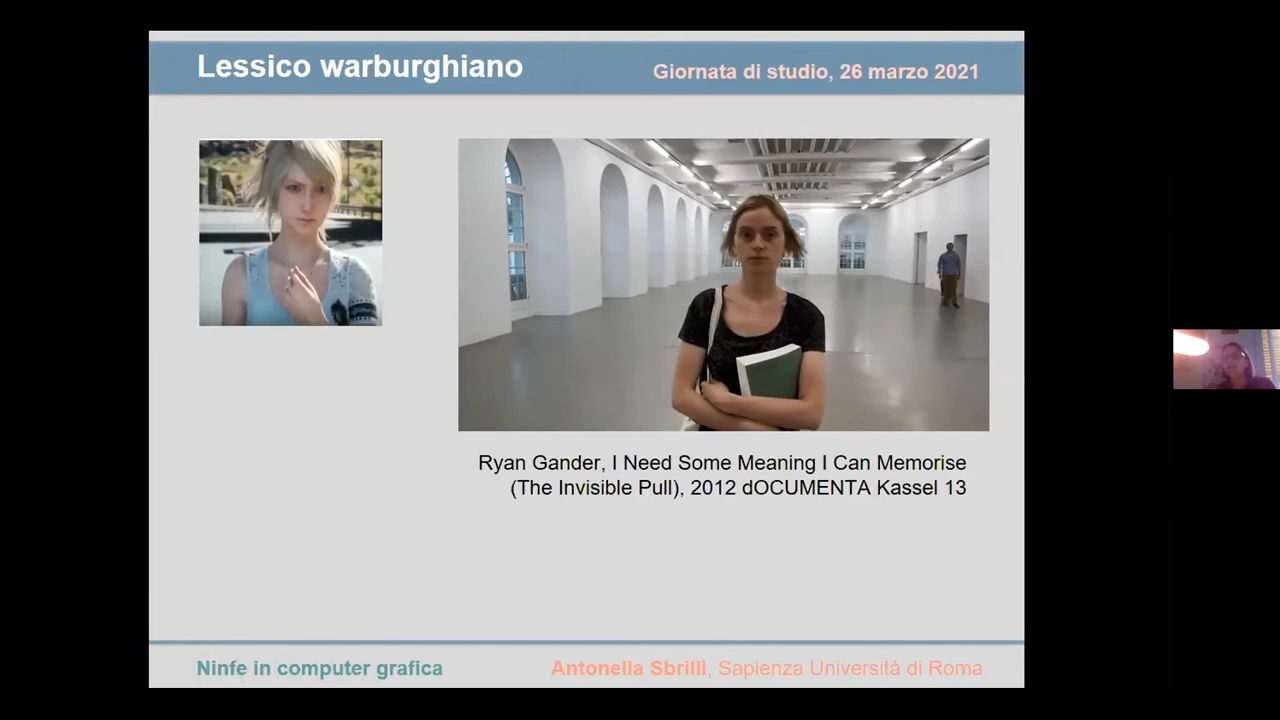 Lessico warburghiano
Giornata di studio, 26 marzo 2021
Ryan Gander, I Need Some Meaning I Can Memorise
(The Invisible Pull), 2012 dOCUMENTA Kassel 13
Ninfe in computer grafica
Antonella Sbrilli, Sapienza Università di Roma